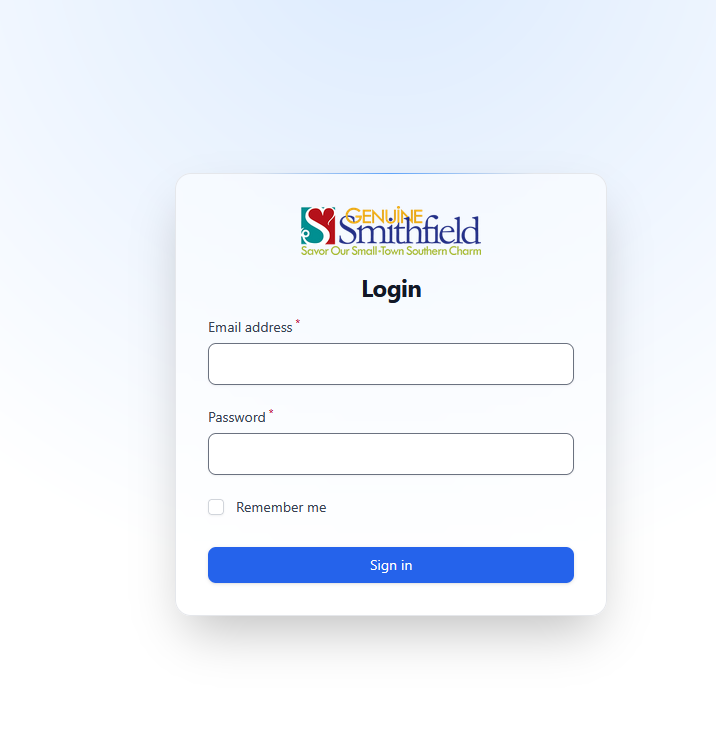 GENUINE
Smithfield
Savor Our Small-Town Southern Charm
Login
Email address*
Password*
Remember me
Sign in